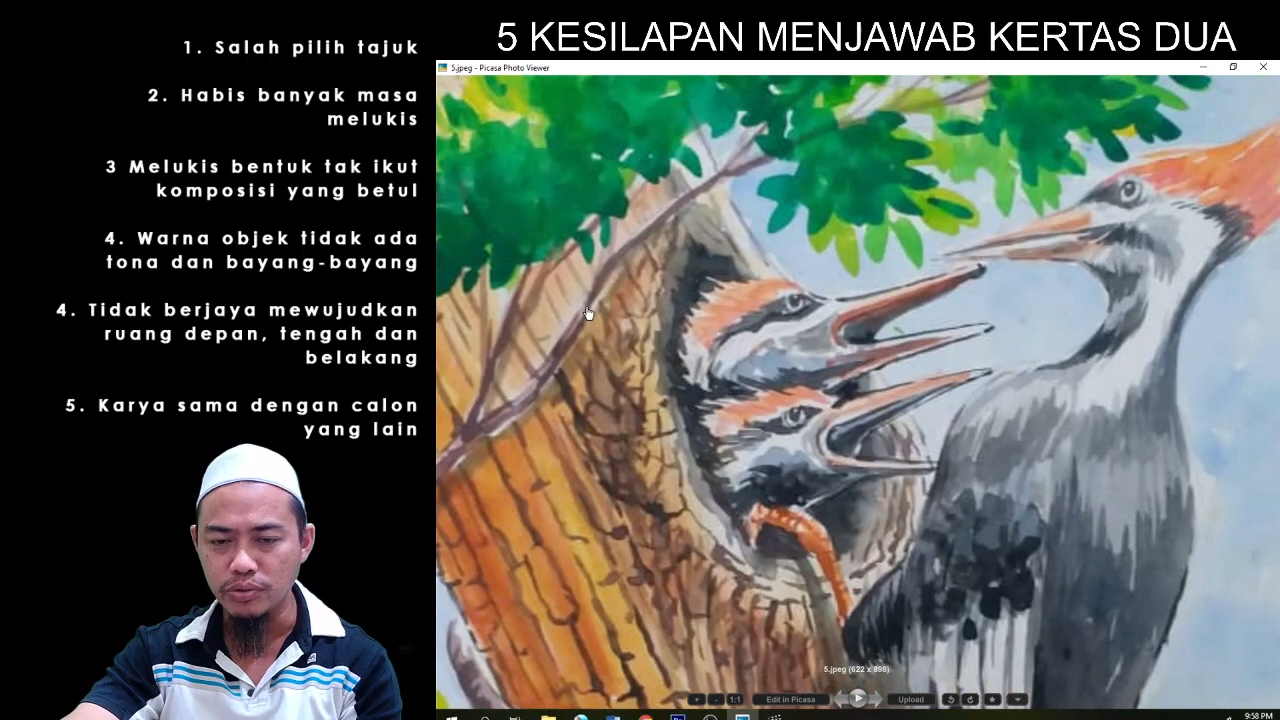 5 KESILAPAN MENJAWAB KERTAS DUA
1. Salah pilih tajuk
2. Habis banyak masa
melukis
3 Melukis bentuk tak ikut
komposisi yang betul
4. Warna objek tidak ada
tona dan bayang-bayang
4. Tidak berjaya mewujudkan
ruang depan, tengah dan
belakang
5. Karya sama dengan calon
yang lain
5.jpeg - Picasa Photo Viewer
5.jpeg (622 x 898)
1:1
Edit in Picasa
Upload
9:58 PM